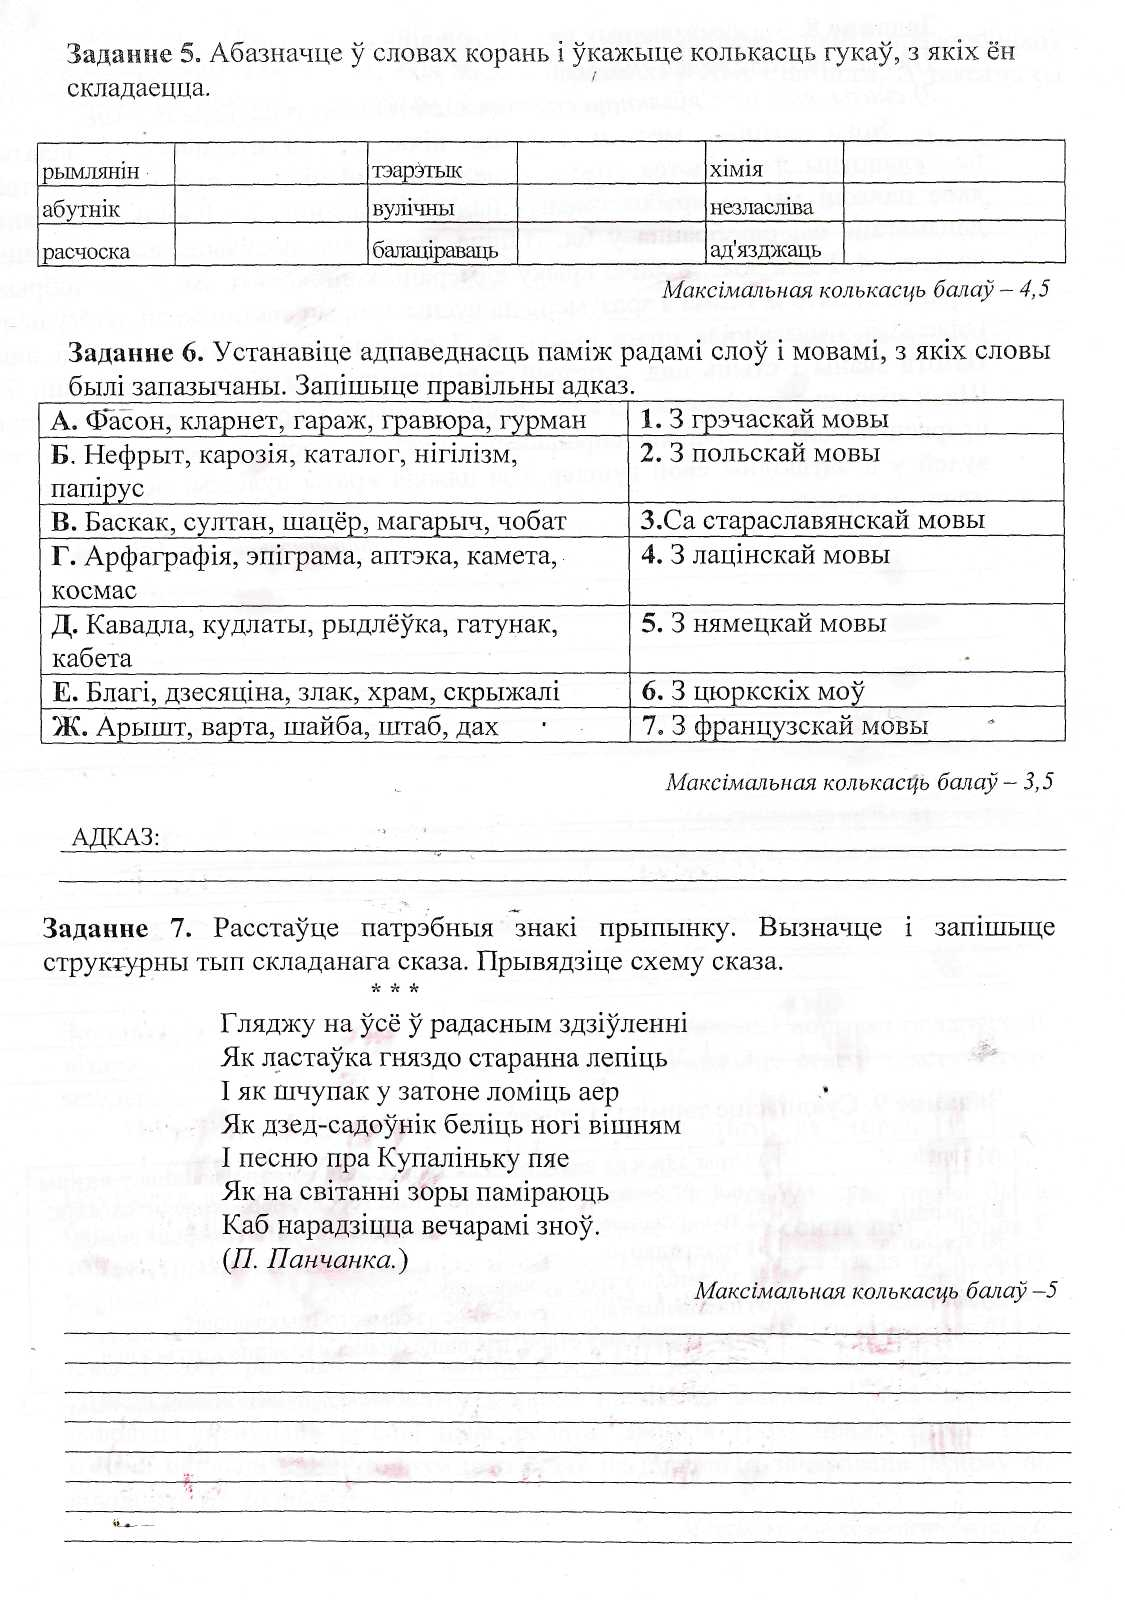 Заданне 5. Абазначце ў словах корань і ўкажыце колькасць гукаў, з якіх ён
складаецца.
рымлянін тэарэтык хімія
абутнік вулічны незласліва
расчоска балаціраваць ад'язджаць
Максімальная колькасць балаў – 4,5
Заданне 6. Устанавіце адпаведнасць паміж радамі слоў і мовамі, з якіх словы
былі запазычаны. Запішыце правільны адказ.
А. Фасон, кларнет, гараж, гравюра, гурман 1. З грэчаскай мовы
Б. Нефрыт, карозія, каталог, нігілізм, 2. З польскай мовы
папірус
В. Баскак, султан, шацёр, магарыч, чобат 3.Са стараславянскай мовы
Г. Арфаграфія, эпіграма, аптэка, камета, 4. З лацінскай мовы
космас
Д. Кавадла, кудлаты, рыдлёўка, гатунак, 5. З нямецкай мовы
кабета
Е. Благі, дзесяціна, злак, храм, скрыжалі 6. З цюркскіх моў
Ж. Арышт, варта, шайба, штаб, дах 7. З французскай мовы
Максімальная колькасць балаў – 3,5
АДКАЗ:
Заданне 7. Расстаўце патрэбныя знакі прыпынку. Вызначце і запішыце
структурны тып складанага сказа. Прывядзіце схему сказа.
* * *
Гляджу на ўсё ў радасным здзіўленні
Як ластаўка гняздо старанна лепіць
І як шчупак у затоне ломіць аер
Як дзед-садоўнік беліць ногі вішням
І песню пра Купаліньку пяе
Як на світанні зоры паміраюць
Каб нарадзіцца вечарамі зноў.
(П. Панчанка.)
Максімальная колькасць балаў –5